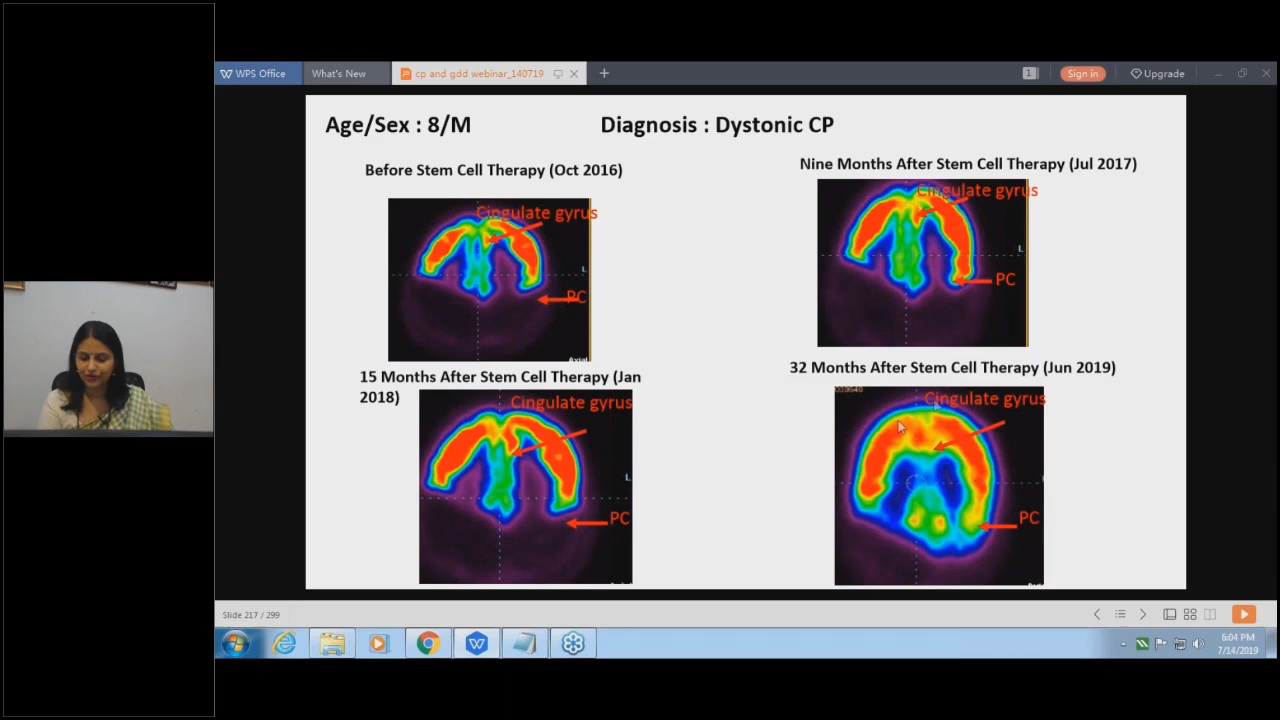 WPS Office
What's New
cp and gdd webinar_140719
1
Sign in
Upgrade
Age/Sex : 8/M
Diagnosis : Dystonic CP
Before Stem Cell Therapy (Oct 2016)
Nine Months After Stem Cell Therapy (Jul 2017)
Cingulate gyrus
L
PC
Axial
Cingulate gyrus
L
PC
15 Months After Stem Cell Therapy (Jan
2018)
32 Months After Stem Cell Therapy (Jun 2019)
Cingulate gyrus
L
PC
Cingulate gyrus
PC
Slide 217 / 299
6:04 PM
7/14/2019